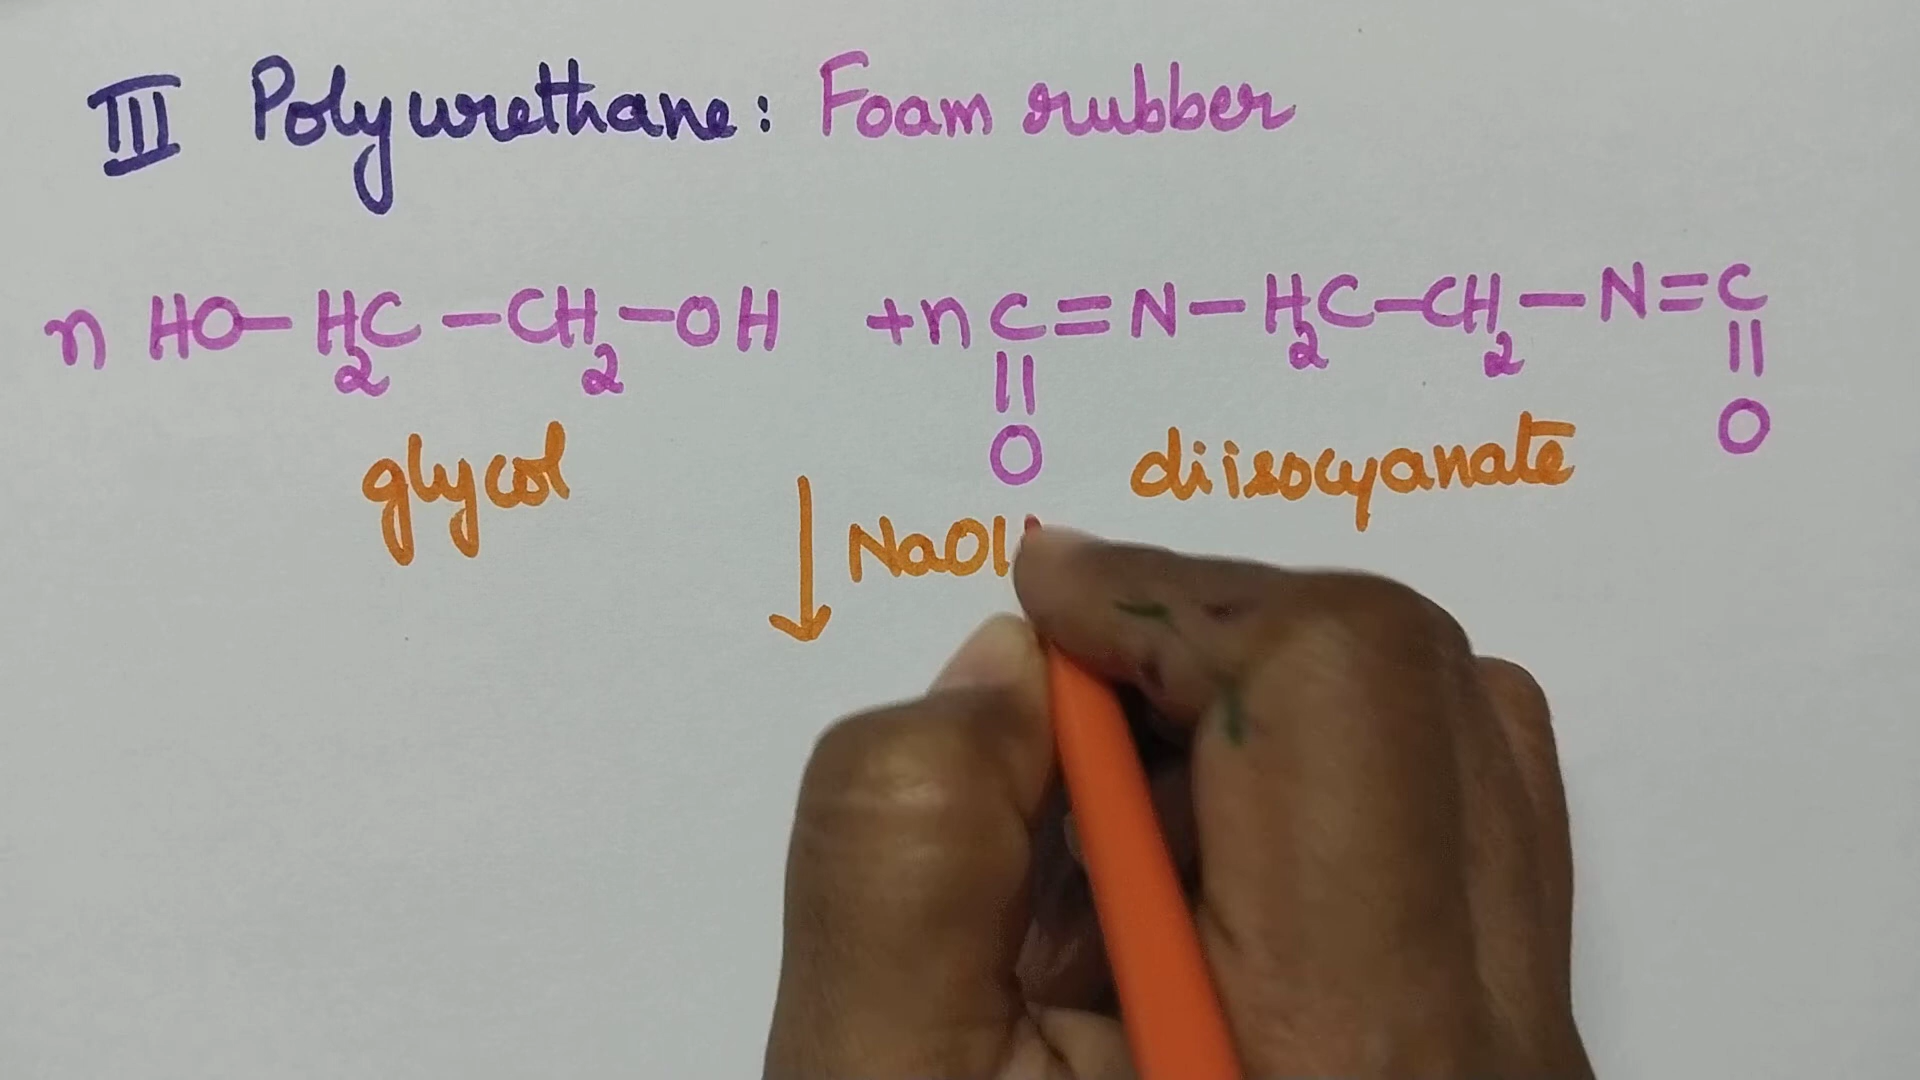 III Polyurethane: Foam rubber
n HO-H₂C-CH₂-OH +n C=N-H₂C-CH₂-N=C
|| ||
O O
glycol diisocyanate
↓ NaO